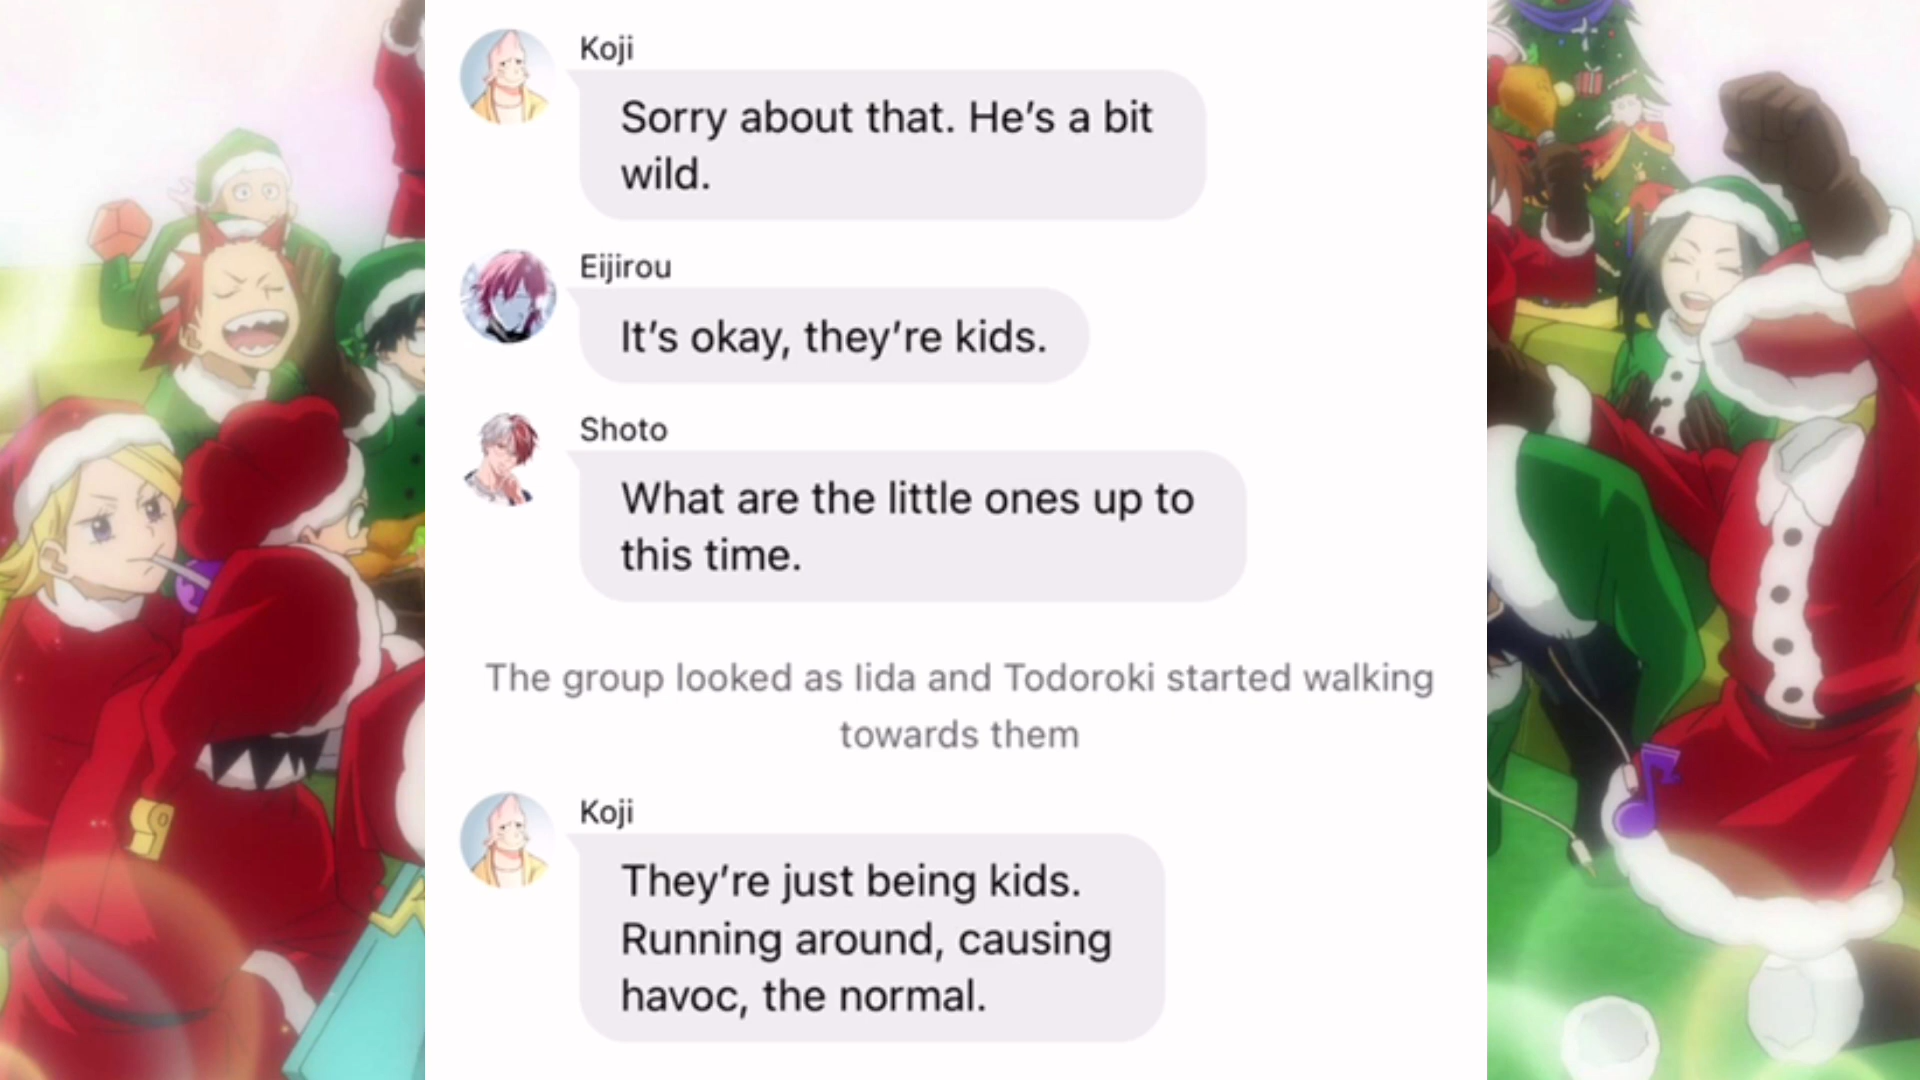 Koji
Sorry about that. He’s a bit
wild.
Eijirou
It’s okay, they’re kids.
Shoto
What are the little ones up to
this time.
The group looked as Iida and Todoroki started walking
towards them
Koji
They’re just being kids.
Running around, causing
havoc, the normal.